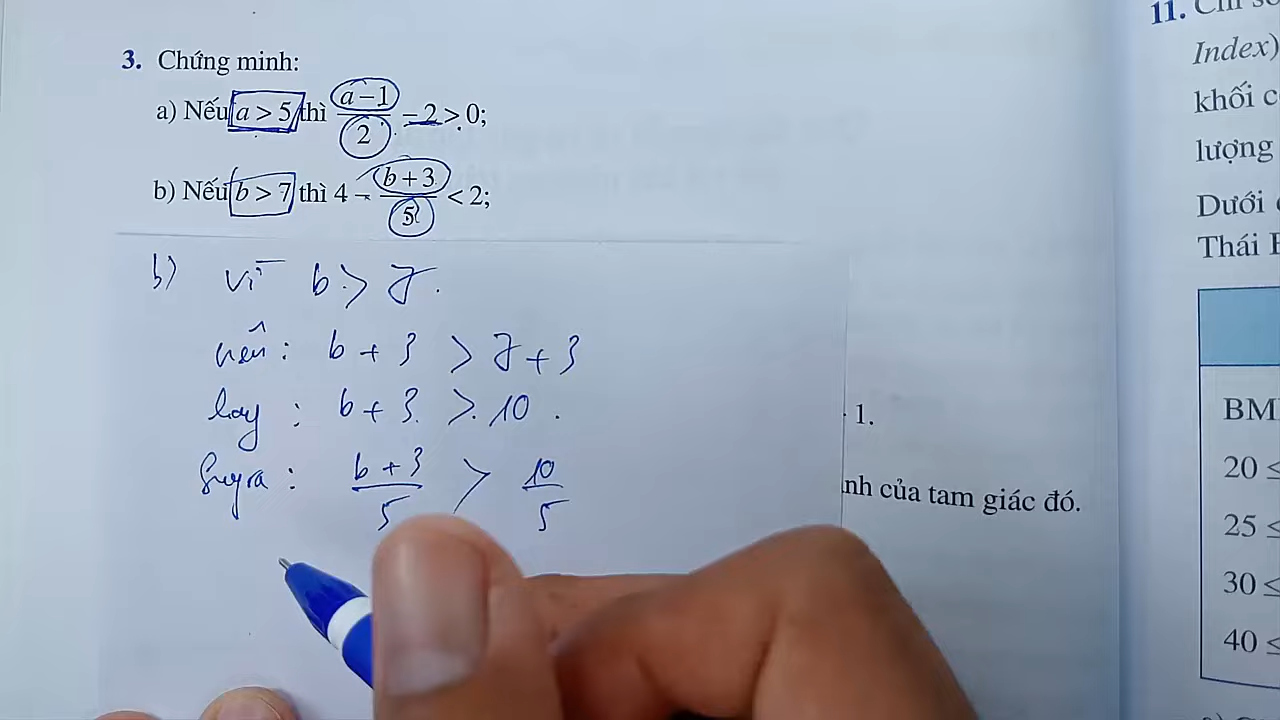 3. Chứng minh:
a) Nếu a > 5 thì a – 1 / 2 – 2 > 0;
b) Nếu b > 7 thì 4 – b + 3 / 5 < 2;
b) vì b > 7.
nên : b + 3 > 7 + 3
hay : b + 3 > 10.
Suy ra : b + 3 / 5 > 10 / 5
1.
nh của tam giác đó.
11.
Index)
khối c
lượng
Dưới
Thái
BM
20 ≤
25 ≤
30 ≤
40 ≤